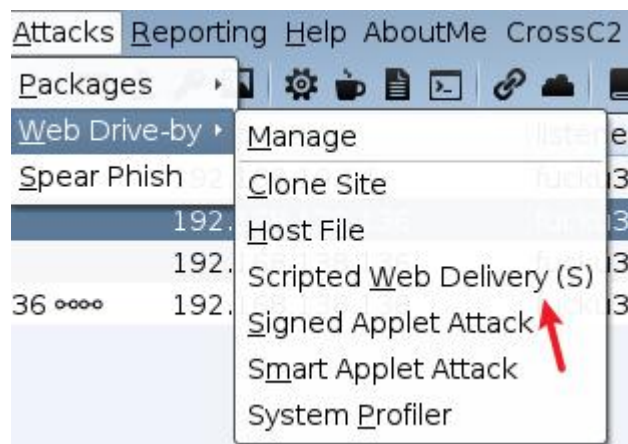 Attacks Reporting Help AboutMe CrossC2
Packages
Web Drive-by
Manage
Spear Phish
Clone Site
192.
Host File
192.
Scripted Web Delivery (S)
36 192.
Signed Applet Attack
Smart Applet Attack
System Profiler